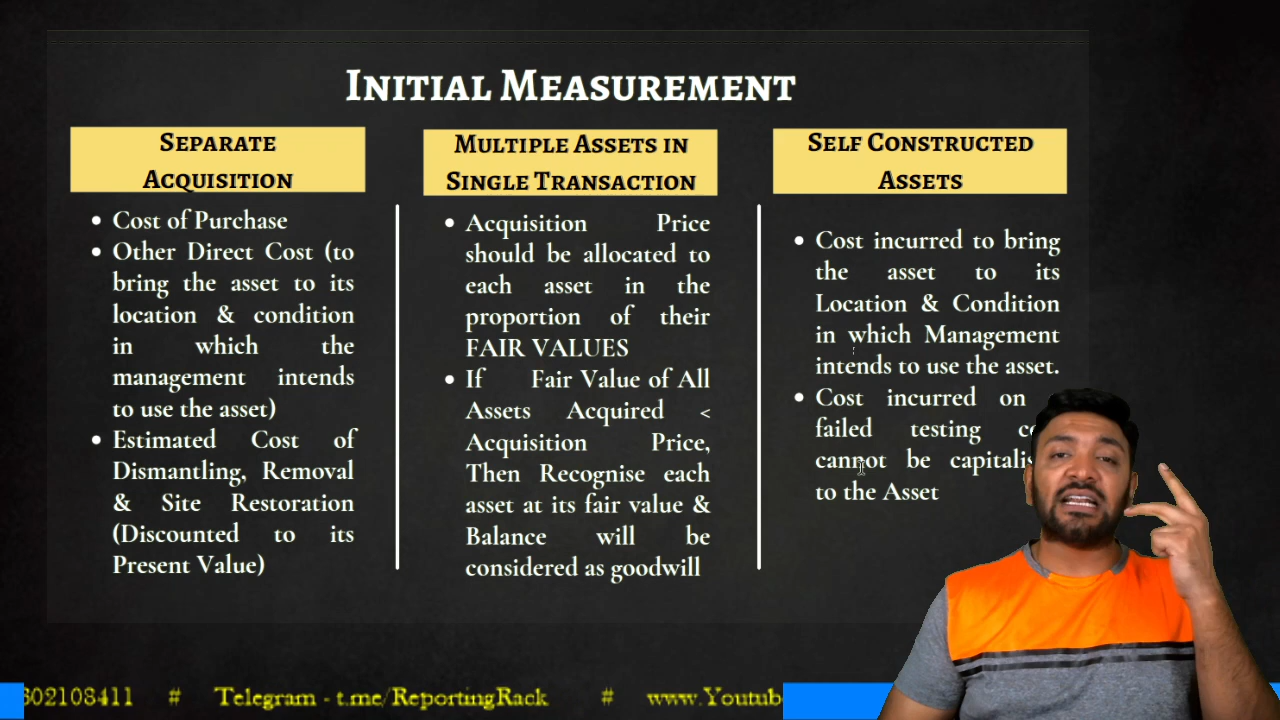 INITIAL MEASUREMENT
SEPARATE
ACQUISITION
• Cost of Purchase
• Other Direct Cost (to
bring the asset to its
location & condition
in which the
management intends
to use the asset)
• Estimated Cost of
Dismantling, Removal
& Site Restoration
(Discounted to its
Present Value)
MULTIPLE ASSETS IN
SINGLE TRANSACTION
• Acquisition Price
should be allocated to
each asset in the
proportion of their
FAIR VALUES
• If Fair Value of All
Assets Acquired <
Acquisition Price,
Then Recognise each
asset at its fair value &
Balance will be
considered as goodwill
SELF CONSTRUCTED
ASSETS
• Cost incurred to bring
the asset to its
Location & Condition
in which Management
intends to use the asset.
• Cost incurred on
failed testing
cannot be
to the Asset
02108411 # Telegram - t.me/ReportingRack # www.Youtub